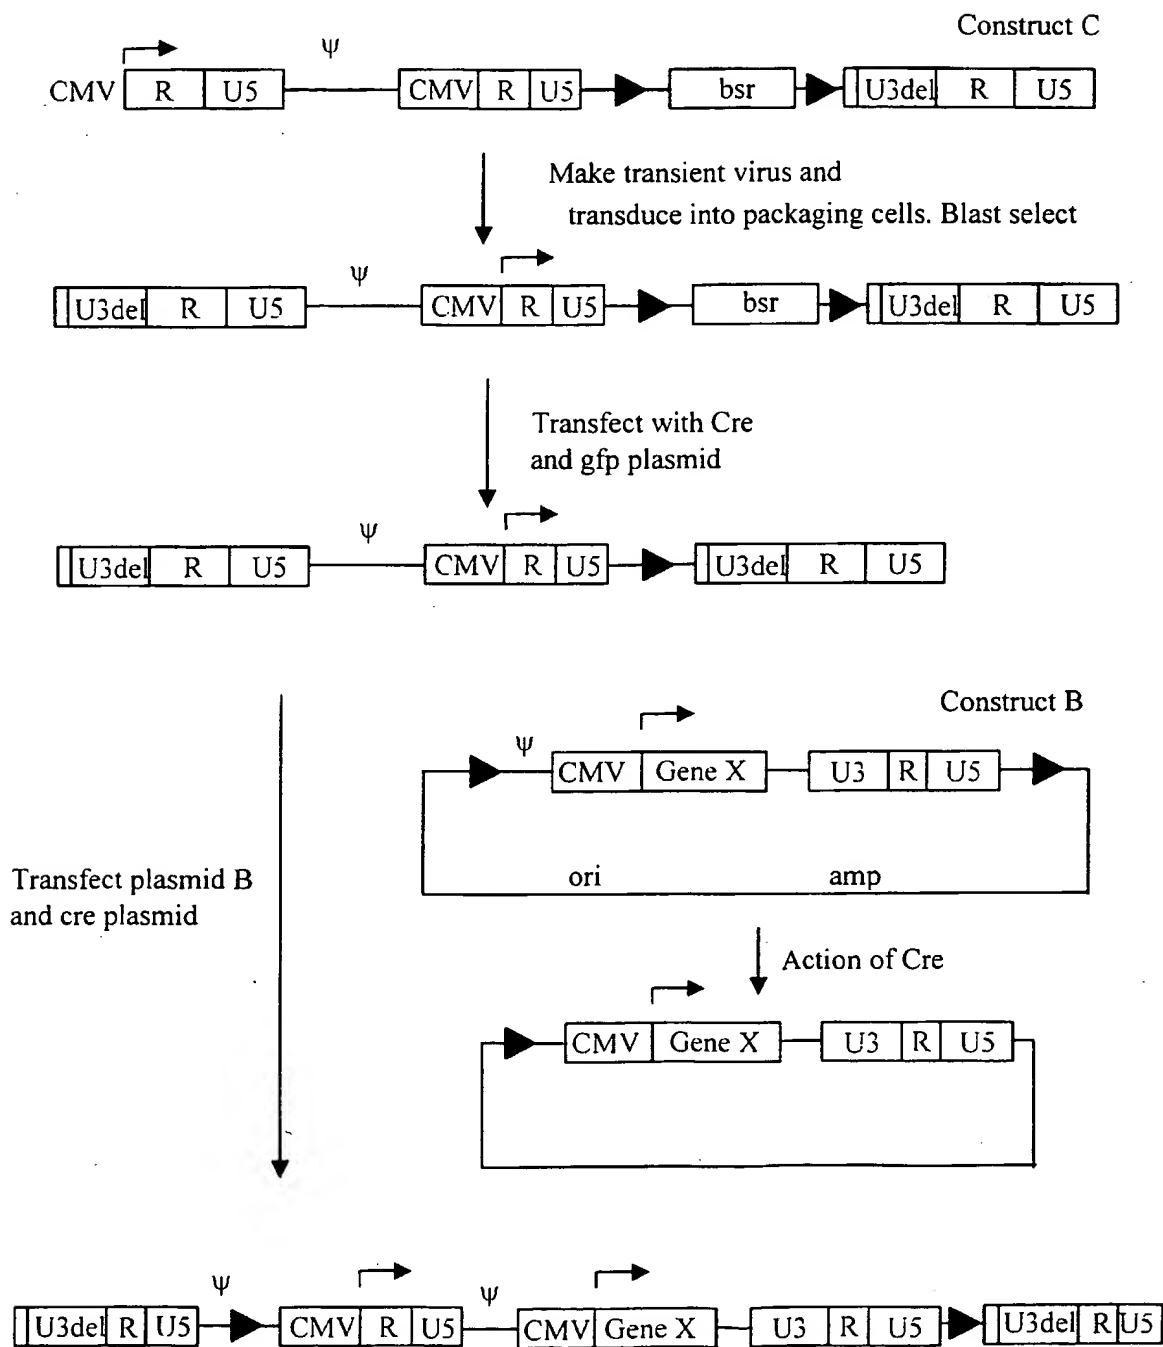 Construct C
ψ
CMV R U5 CMV R U5 bsr U3del R U5
Make transient virus and
transduce into packaging cells. Blast select
ψ
U3del R U5 CMV R U5 bsr U3del R U5
Transfect with Cre
and gfp plasmid
ψ
U3del R U5 CMV R U5 U3del R U5
Construct B
ψ
CMV Gene X U3 R U5
ori amp
Transfect plasmid B
and cre plasmid
Action of Cre
CMV Gene X U3 R U5
ψ ψ
U3del R U5 CMV R U5 CMV Gene X U3 R U5 U3del R U5